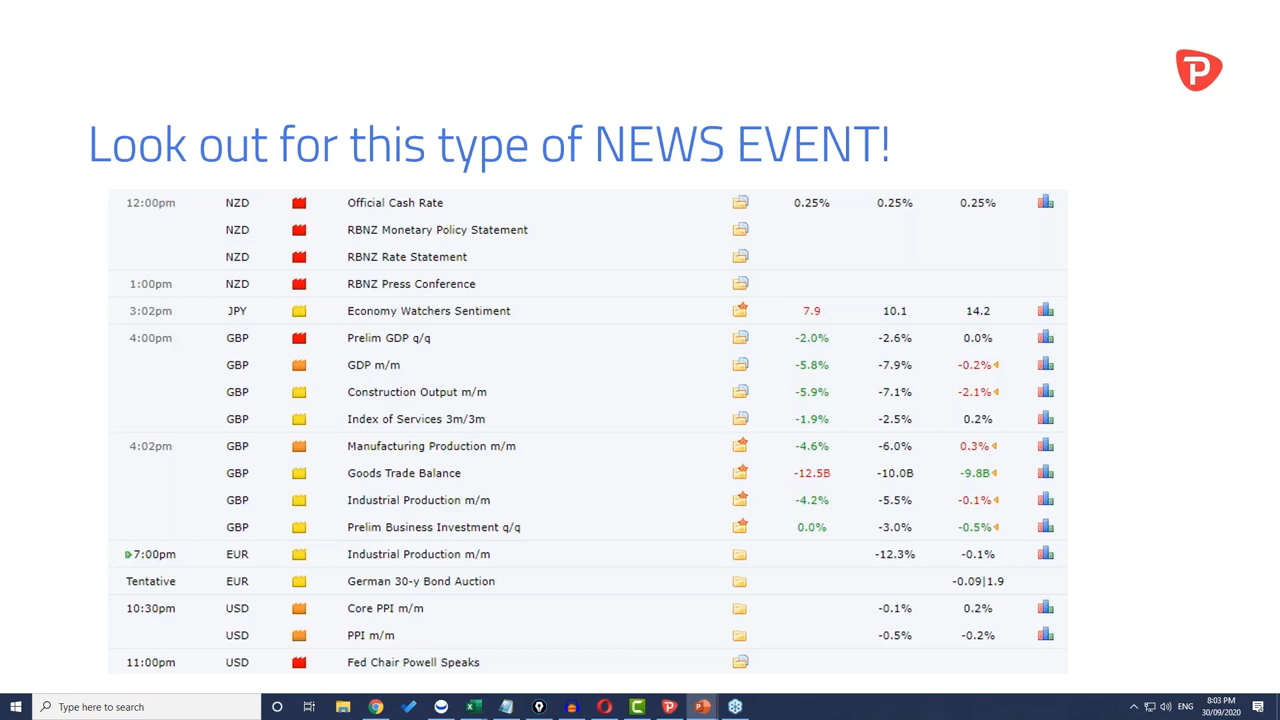 P
Look out for this type of NEWS EVENT!
12:00pm NZD Official Cash Rate 0.25% 0.25% 0.25%
NZD RBNZ Monetary Policy Statement
NZD RBNZ Rate Statement
1:00pm NZD RBNZ Press Conference
3:02pm JPY Economy Watchers Sentiment 7.9 10.1 14.2
4:00pm GBP Prelim GDP q/q -2.0% -2.6% 0.0%
GBP GDP m/m -5.8% -7.9% -0.2%
GBP Construction Output m/m -5.9% -7.1% -2.1%
GBP Index of Services 3m/3m -1.9% -2.5% 0.2%
4:02pm GBP Manufacturing Production m/m -4.6% -6.0% 0.3%
GBP Goods Trade Balance -12.5B -10.0B -9.8B
GBP Industrial Production m/m -4.2% -5.5% -0.1%
GBP Prelim Business Investment q/q 0.0% -3.0% -0.5%
7:00pm EUR Industrial Production m/m -12.3% -0.1%
Tentative EUR German 30-y Bond Auction -0.09|1.9
10:30pm USD Core PPI m/m -0.1% 0.2%
USD PPI m/m -0.5% -0.2%
11:00pm USD Fed Chair Powell Speaks
Type here to search
ENG
8:03 PM
30/09/2020